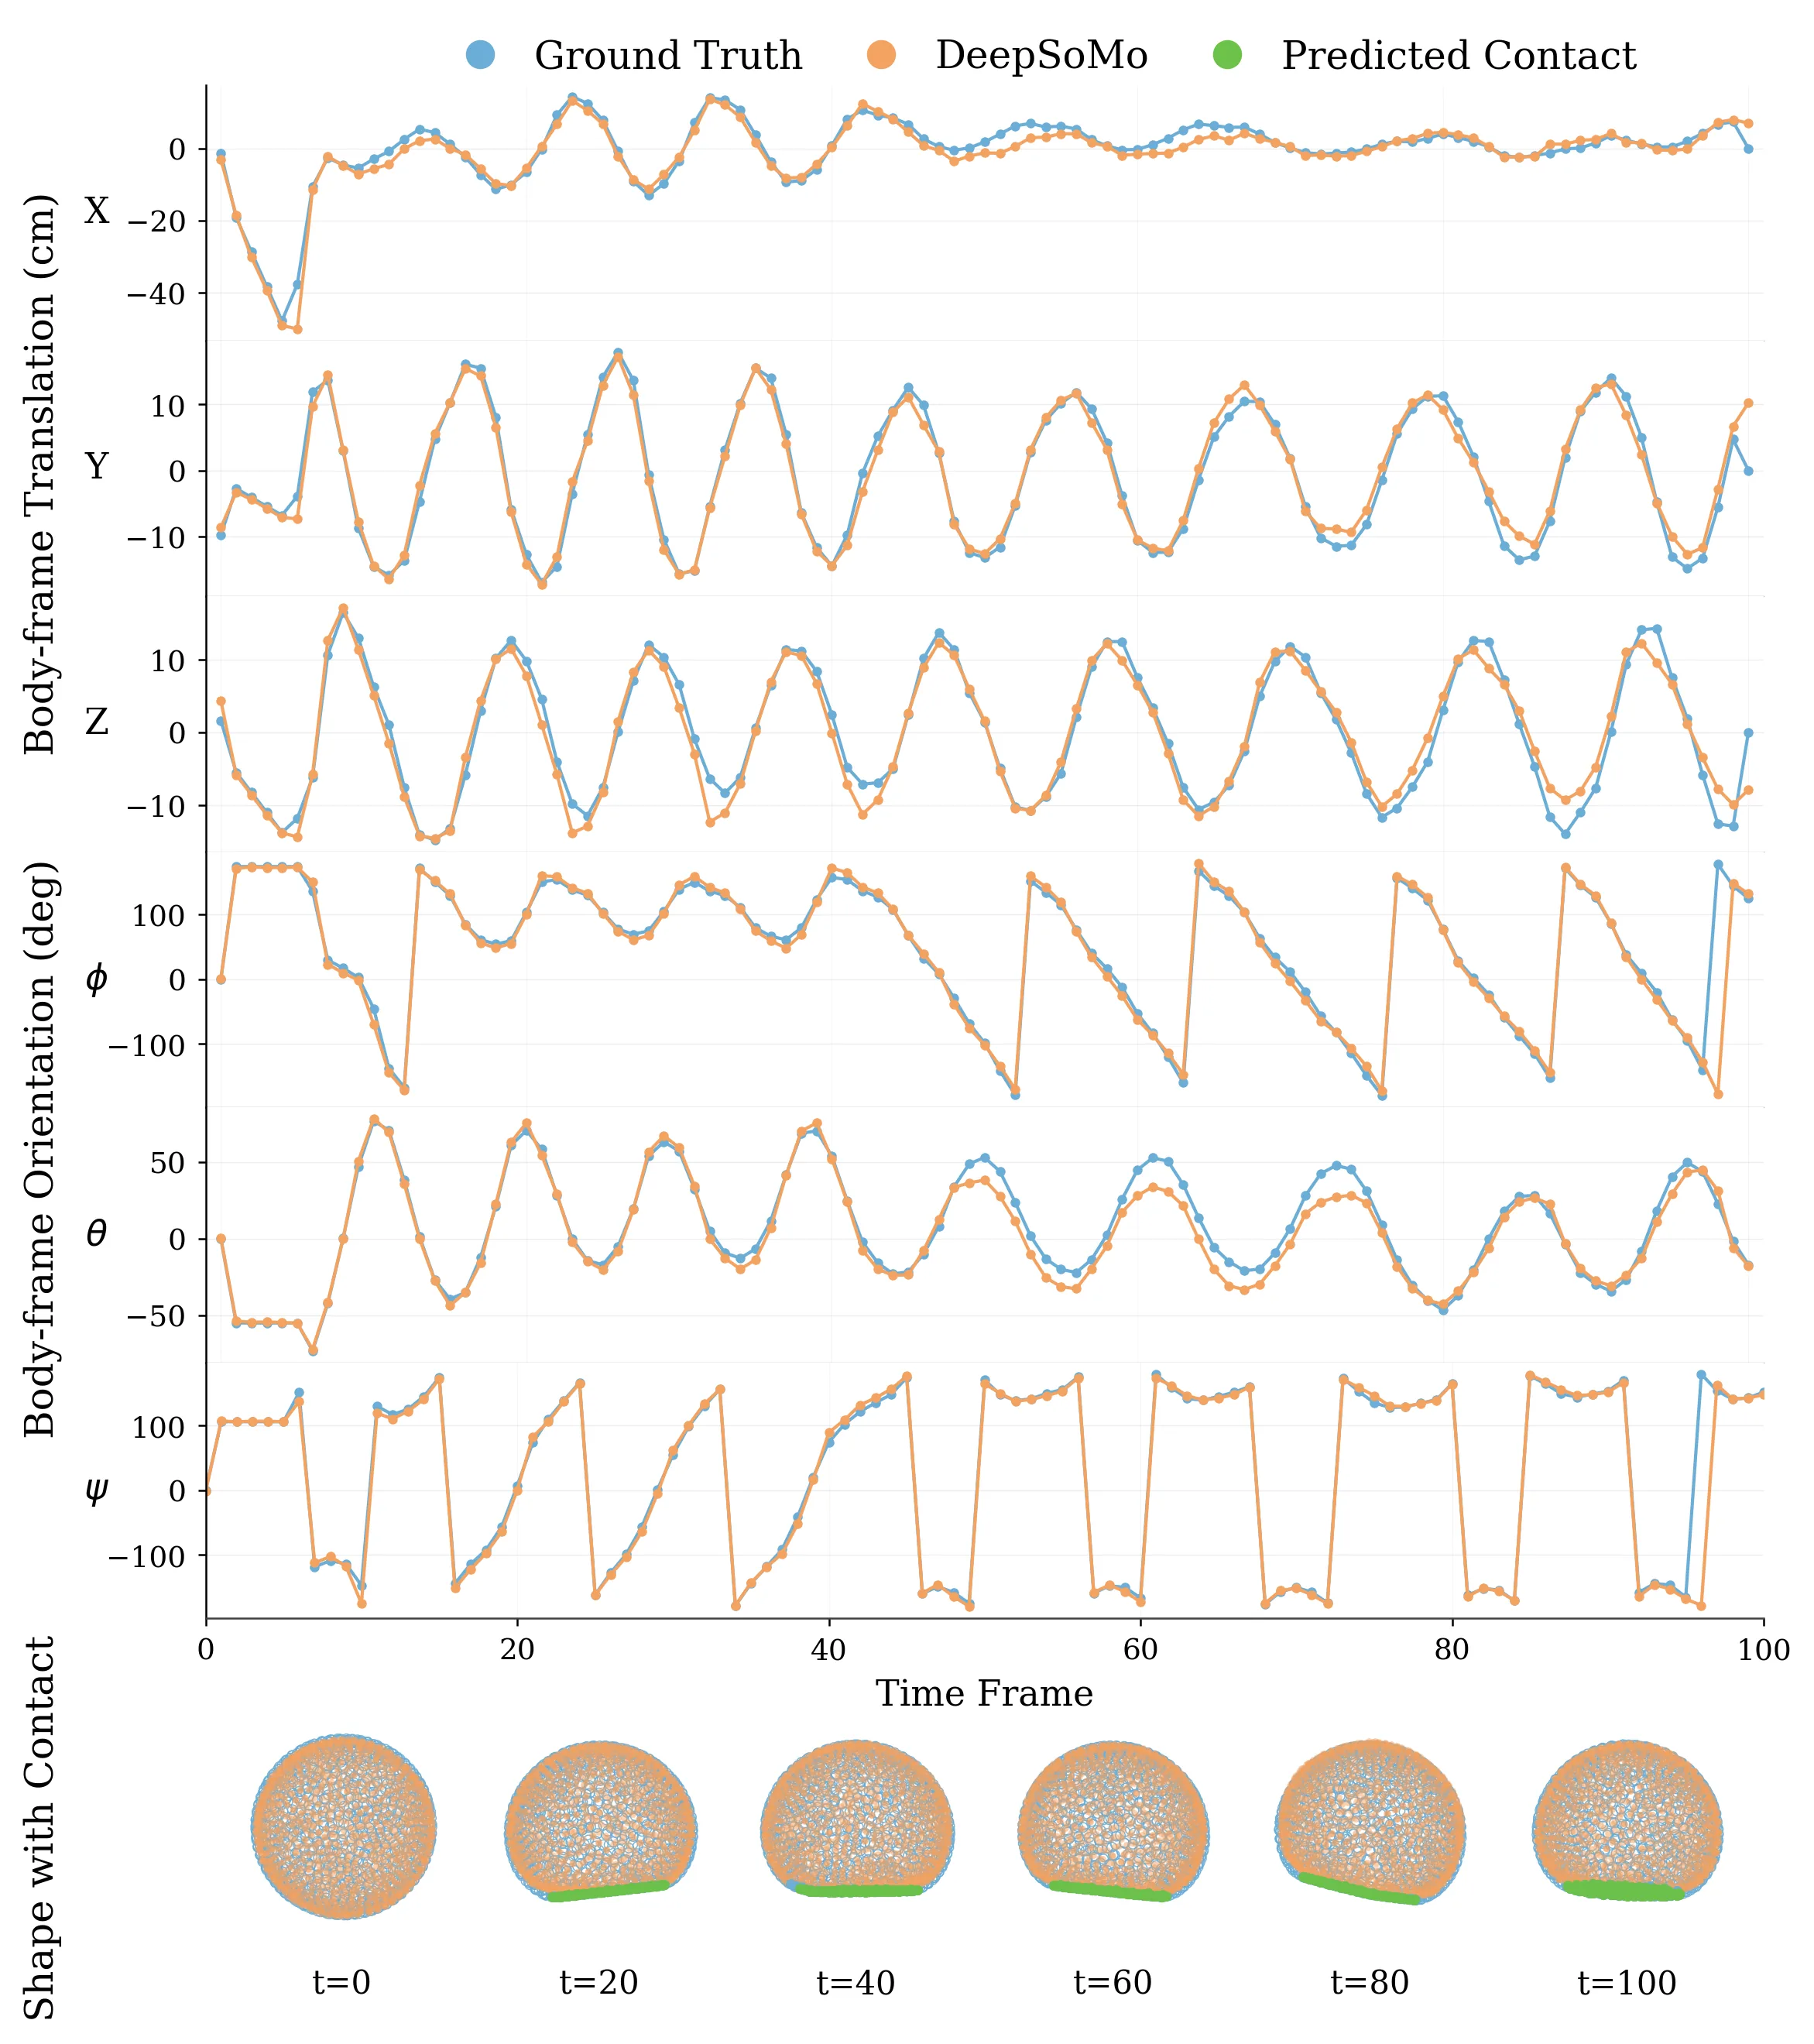 Ground Truth
DeepSoMo
Predicted Contact
Body-frame Translation (cm)
X
0
−20
−40
Y
10
0
−10
Z
10
0
−10
Body-frame Orientation (deg)
ϕ
100
0
−100
θ
50
0
−50
ψ
100
0
−100
0 20 40 60 80 100
Time Frame
Shape with Contact
t=0 t=20 t=40 t=60 t=80 t=100